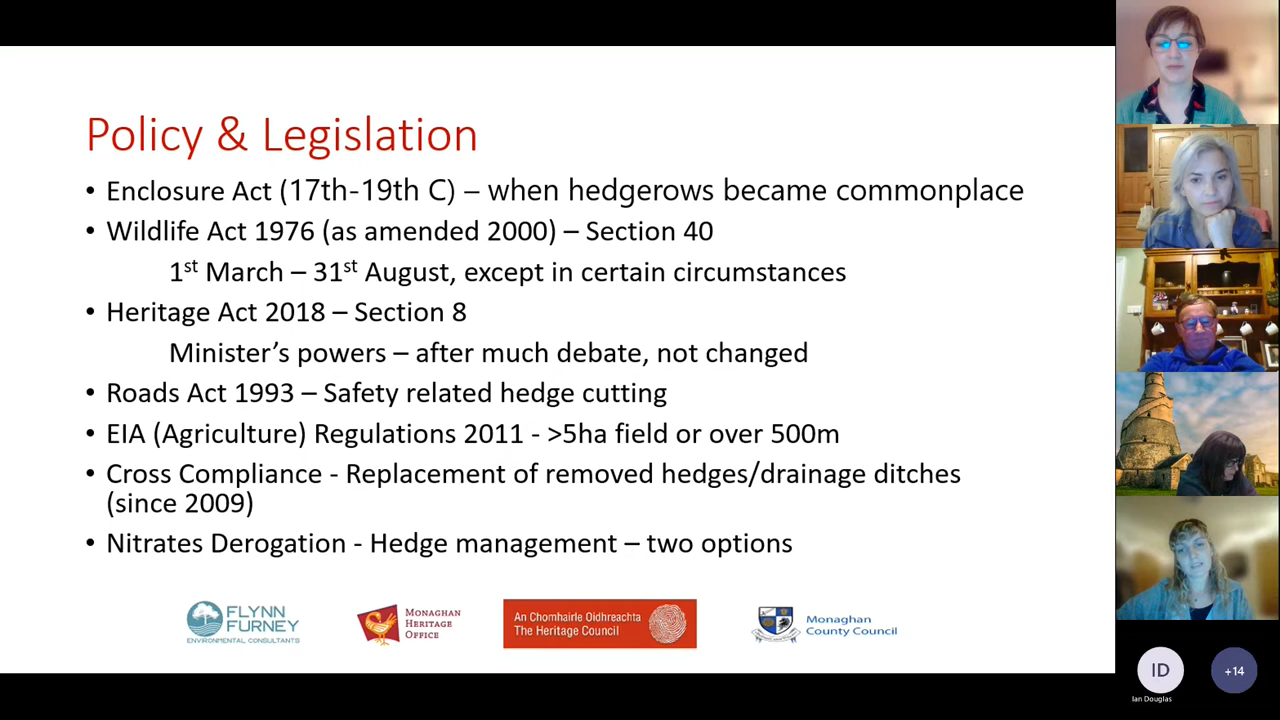 Policy & Legislation
• Enclosure Act (17th-19th C) – when hedgerows became commonplace
• Wildlife Act 1976 (as amended 2000) – Section 40
1st March – 31st August, except in certain circumstances
• Heritage Act 2018 – Section 8
Minister's powers – after much debate, not changed
• Roads Act 1993 – Safety related hedge cutting
• EIA (Agriculture) Regulations 2011 - >5ha field or over 500m
• Cross Compliance - Replacement of removed hedges/drainage ditches
(since 2009)
• Nitrates Derogation - Hedge management – two options
FLYNN
FURNEY
ENVIRONMENTAL CONSULTANTS
MONAGHAN
HERITAGE
OFFICE
An Chomhairle Oidhreachta
The Heritage Council
Monaghan
County Council
ID
+14
Ian Douglas